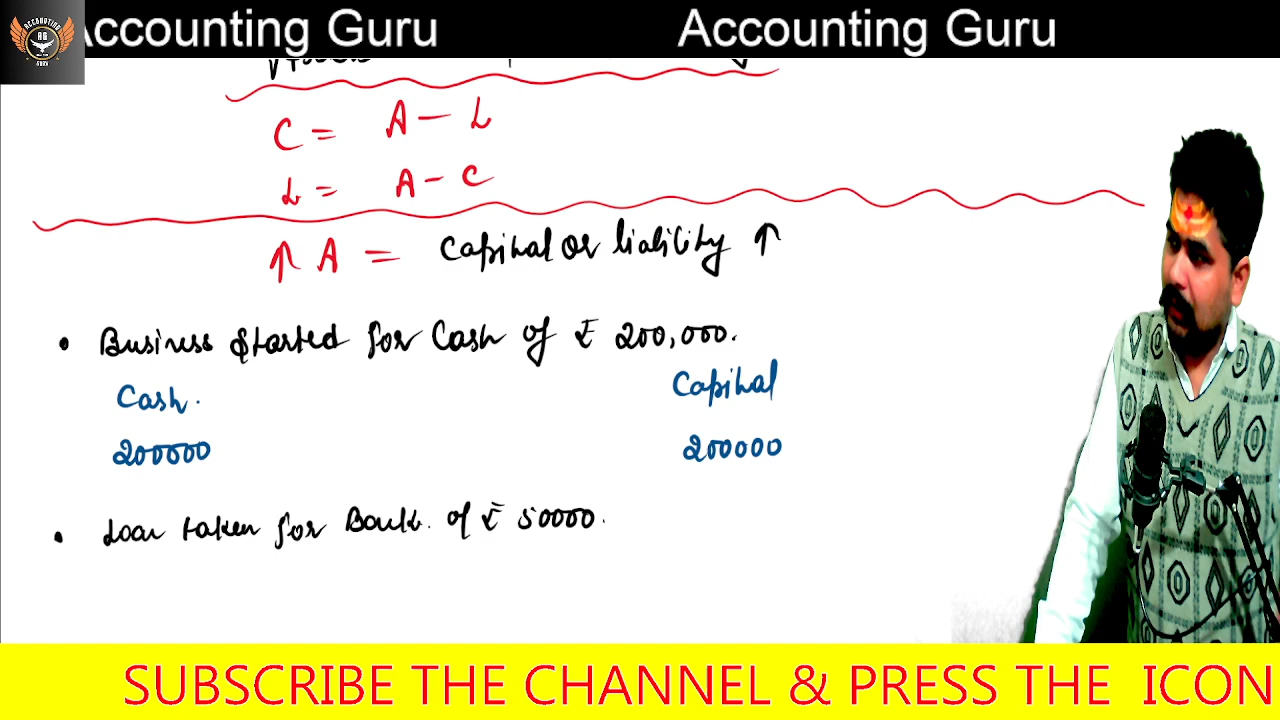 Accounting Guru
Accounting Guru
C = A - L
L = A - C
↑ A = Capital or liability ↑
• Business Started for Cash of ₹ 200,000.
Cash. Capital
200000 200000
• Loan taken for Bank. of ₹ 50000.
SUBSCRIBE THE CHANNEL & PRESS THE ICON